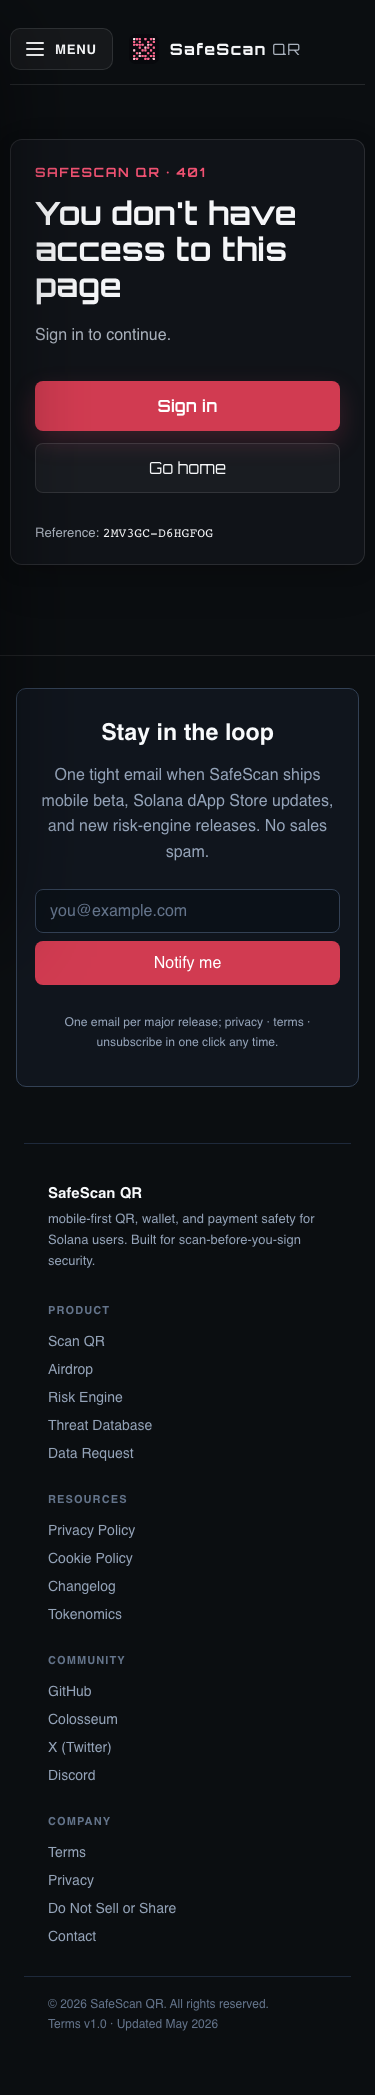 MENU
SafeScan QR
SAFESCAN QR · 401
You don't have
access to this
page
Sign in to continue.
Sign in
Go home
Reference: 2MV3GC-D6HGFOG
Stay in the loop
One tight email when SafeScan ships
mobile beta, Solana dApp Store updates,
and new risk-engine releases. No sales
spam.
you@example.com
Notify me
One email per major release; privacy · terms ·
unsubscribe in one click any time.
SafeScan QR
mobile-first QR, wallet, and payment safety for
Solana users. Built for scan-before-you-sign
security.
PRODUCT
Scan QR
Airdrop
Risk Engine
Threat Database
Data Request
RESOURCES
Privacy Policy
Cookie Policy
Changelog
Tokenomics
COMMUNITY
GitHub
Colosseum
X (Twitter)
Discord
COMPANY
Terms
Privacy
Do Not Sell or Share
Contact
© 2026 SafeScan QR. All rights reserved.
Terms v1.0 · Updated May 2026